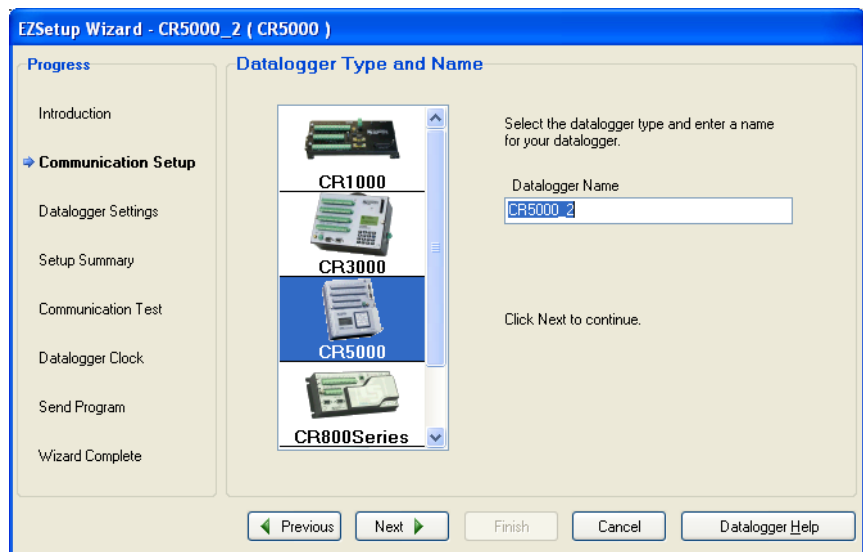 EZSetup Wizard - CR5000_2 ( CR5000 )
Progress
Introduction
Communication Setup
Datalogger Settings
Setup Summary
Communication Test
Datalogger Clock
Send Program
Wizard Complete
Datalogger Type and Name
CR1000
CR3000
CR5000
CR800Series
Select the datalogger type and enter a name
for your datalogger.
Datalogger Name
CR5000_2
Click Next to continue.
Previous
Next
Finish
Cancel
Datalogger Help